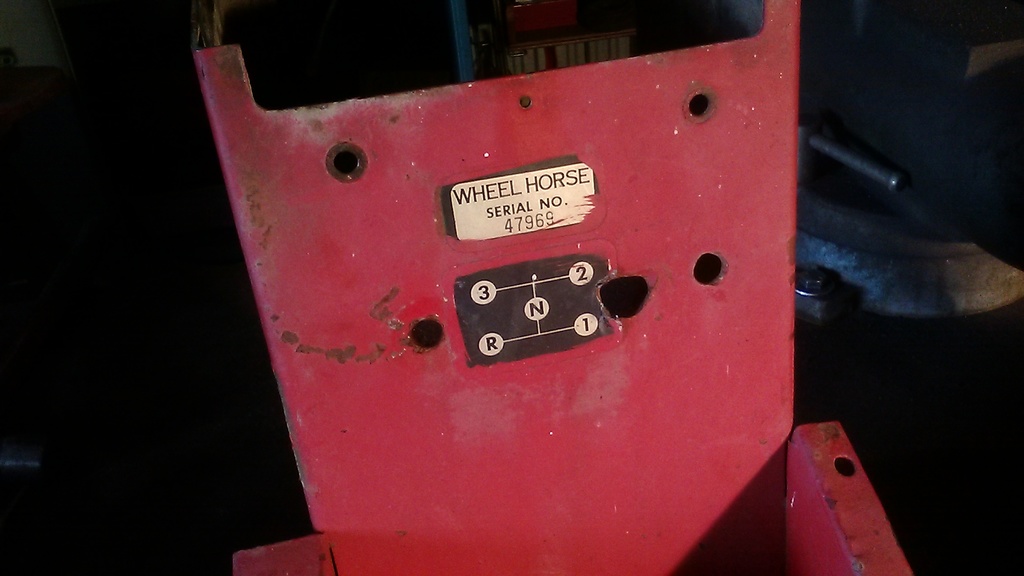 WHEEL HORSE
SERIAL NO.
47969
3 2
N
R 1